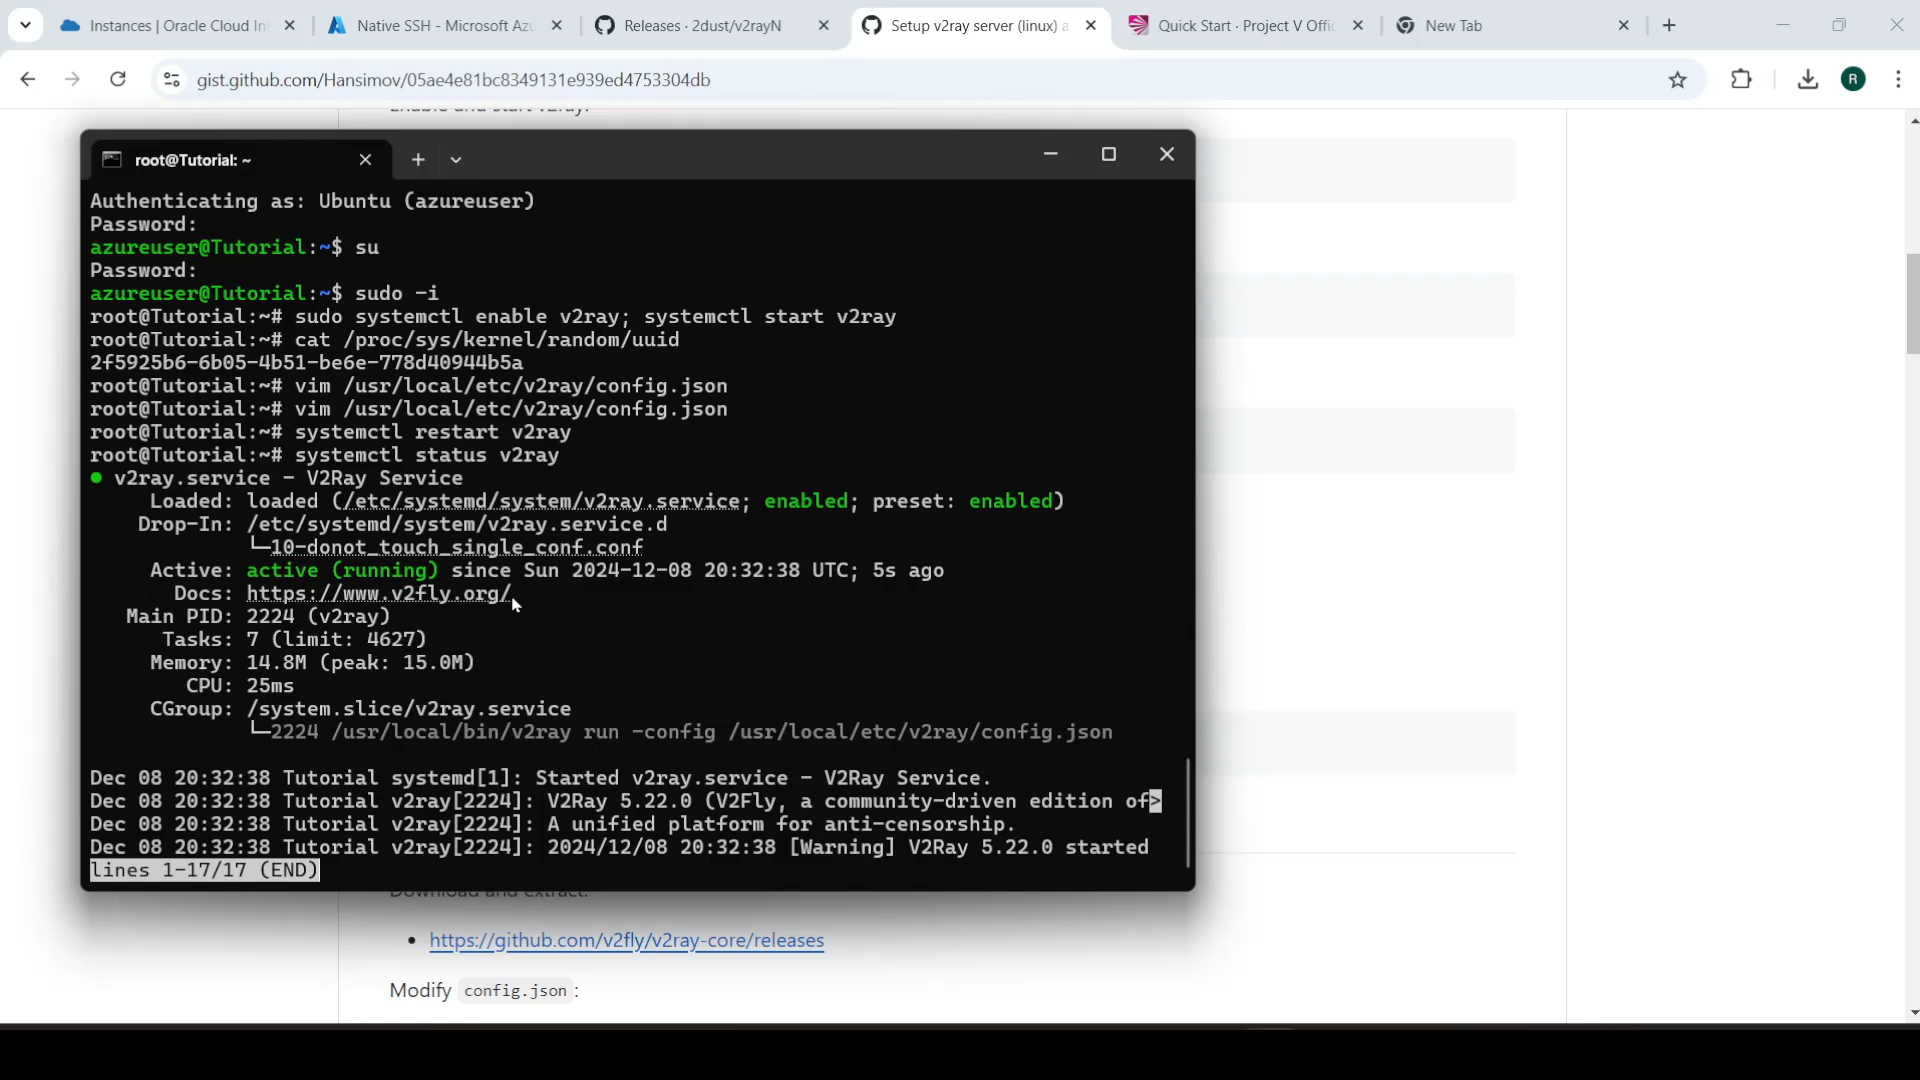 Instances | Oracle Cloud In
Native SSH - Microsoft Azu
Releases · 2dust/v2rayN
Setup v2ray server (linux) a
Quick Start · Project V Offic
New Tab
gist.github.com/Hansimov/05ae4e81bc8349131e939ed4753304db
R
root@Tutorial: ~
Authenticating as: Ubuntu (azureuser)
Password:
azureuser@Tutorial:~$ su
Password:
azureuser@Tutorial:~$ sudo -i
root@Tutorial:~# sudo systemctl enable v2ray; systemctl start v2ray
root@Tutorial:~# cat /proc/sys/kernel/random/uuid
2f5925b6-6b05-4b51-be6e-778d40944b5a
root@Tutorial:~# vim /usr/local/etc/v2ray/config.json
root@Tutorial:~# vim /usr/local/etc/v2ray/config.json
root@Tutorial:~# systemctl restart v2ray
root@Tutorial:~# systemctl status v2ray
● v2ray.service - V2Ray Service
Loaded: loaded (/etc/systemd/system/v2ray.service; enabled; preset: enabled)
Drop-In: /etc/systemd/system/v2ray.service.d
└─10-donot_touch_single_conf.conf
Active: active (running) since Sun 2024-12-08 20:32:38 UTC; 5s ago
Docs: https://www.v2fly.org/
Main PID: 2224 (v2ray)
Tasks: 7 (limit: 4627)
Memory: 14.8M (peak: 15.0M)
CPU: 25ms
CGroup: /system.slice/v2ray.service
└─2224 /usr/local/bin/v2ray run -config /usr/local/etc/v2ray/config.json
Dec 08 20:32:38 Tutorial systemd[1]: Started v2ray.service - V2Ray Service.
Dec 08 20:32:38 Tutorial v2ray[2224]: V2Ray 5.22.0 (V2Fly, a community-driven edition of>
Dec 08 20:32:38 Tutorial v2ray[2224]: A unified platform for anti-censorship.
Dec 08 20:32:38 Tutorial v2ray[2224]: 2024/12/08 20:32:38 [Warning] V2Ray 5.22.0 started
lines 1-17/17 (END)
Download and extract:
• https://github.com/v2fly/v2ray-core/releases
Modify config.json :